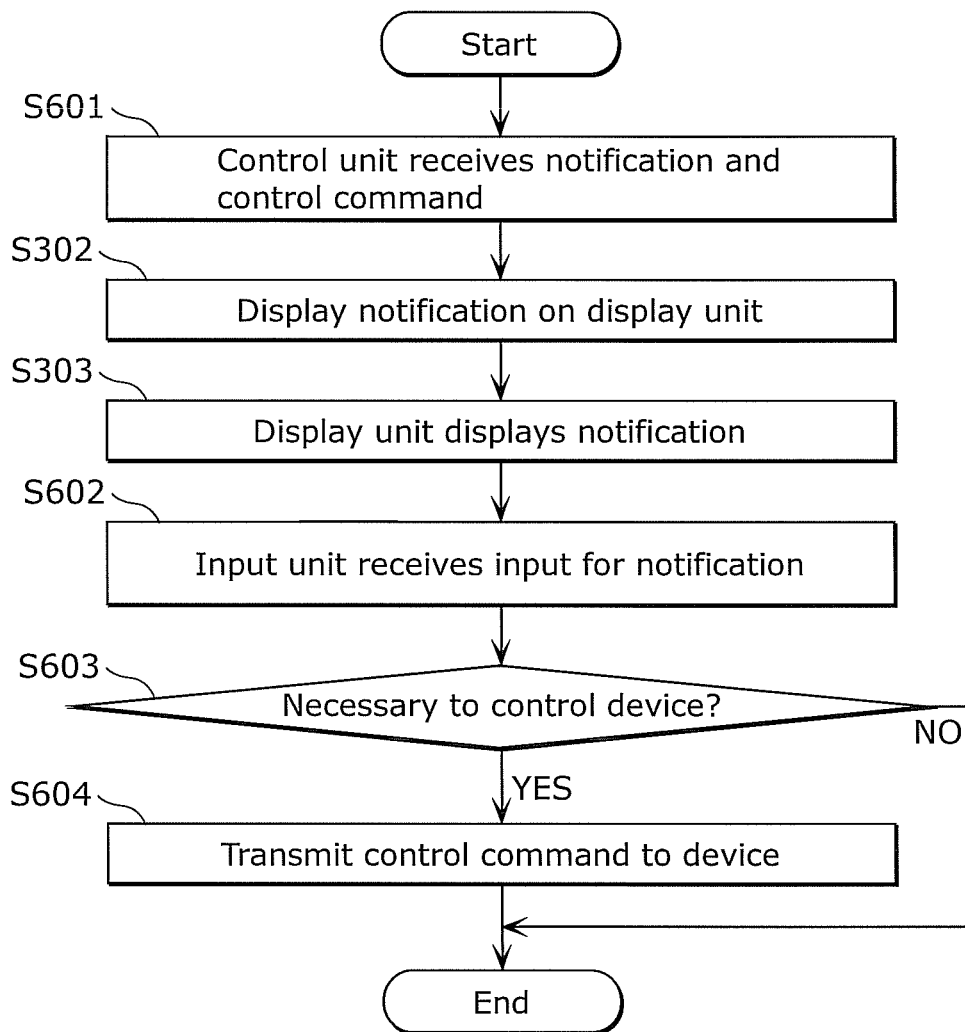 Start
S601
Control unit receives notification and
control command
S302
Display notification on display unit
S303
Display unit displays notification
S602
Input unit receives input for notification
S603
Necessary to control device?
NO
YES
S604
Transmit control command to device
End